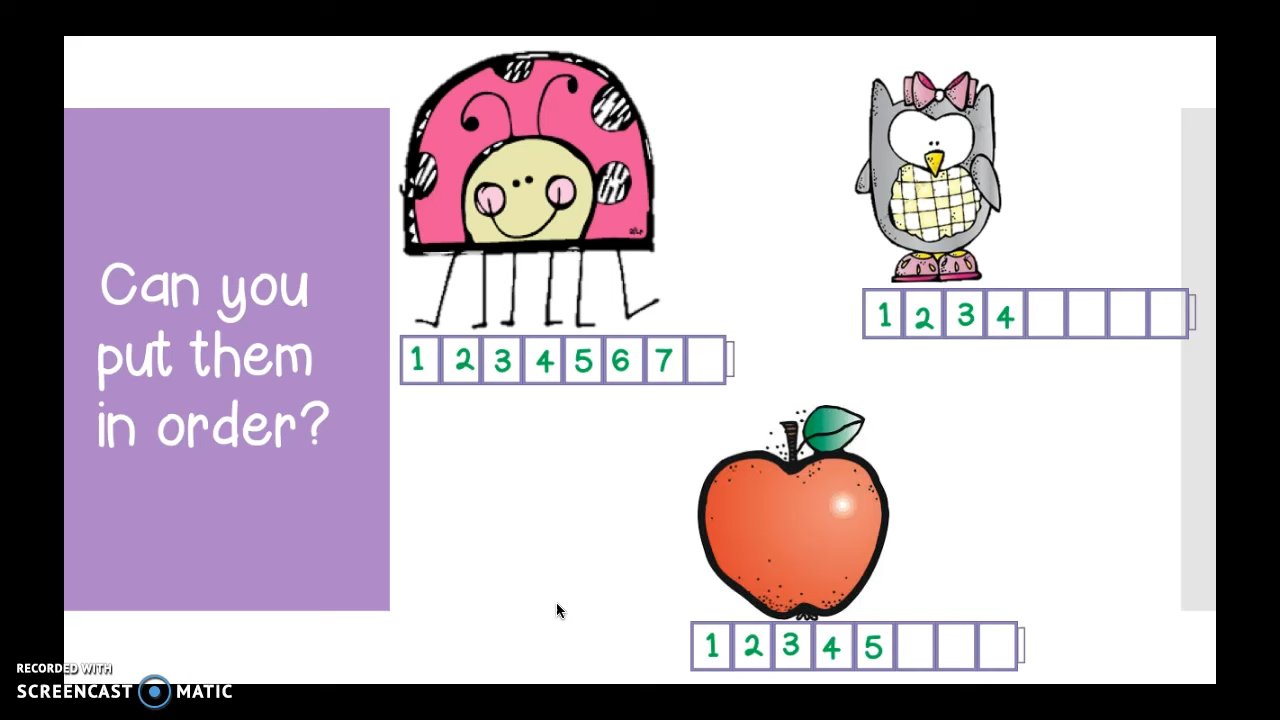 Can you
put them
in order?
1 2 3 4 5 6 7
1 2 3 4
1 2 3 4 5
RECORDED WITH
SCREENCAST MATIC